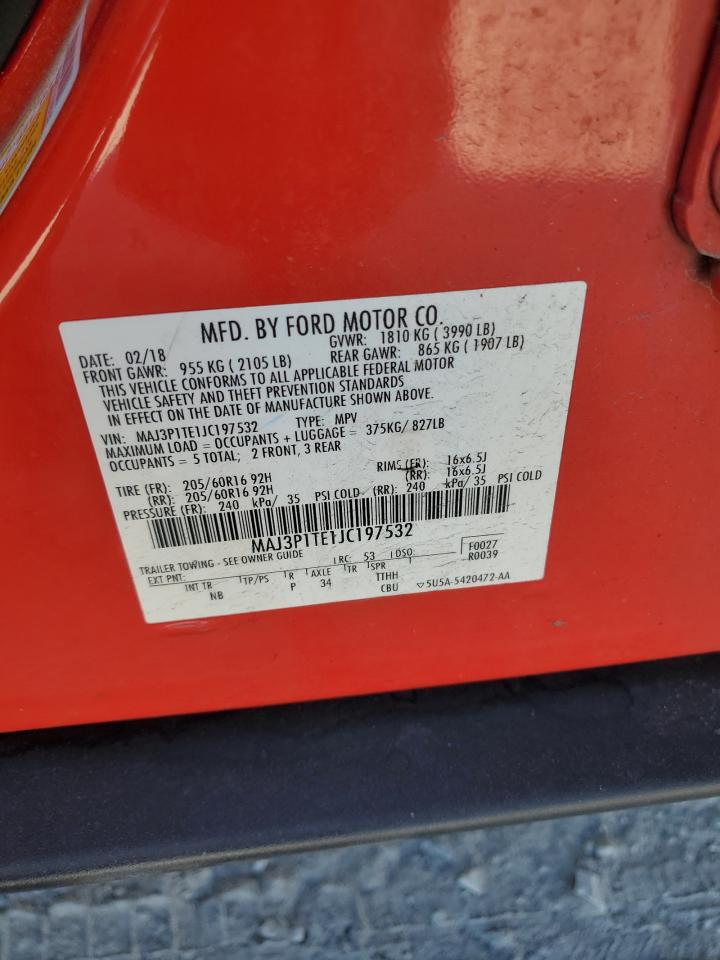 MFD. BY FORD MOTOR CO.
DATE: 02/18 GVWR: 1810 KG ( 3990 LB)
FRONT GAWR: 955 KG ( 2105 LB) REAR GAWR: 865 KG ( 1907 LB)
THIS VEHICLE CONFORMS TO ALL APPLICABLE FEDERAL MOTOR
VEHICLE SAFETY AND THEFT PREVENTION STANDARDS
IN EFFECT ON THE DATE OF MANUFACTURE SHOWN ABOVE.
VIN: MAJ3P1TE1JC197532 TYPE: MPV
MAXIMUM LOAD = OCCUPANTS + LUGGAGE = 375KG/ 827LB
OCCUPANTS = 5 TOTAL; 2 FRONT, 3 REAR
TIRE (FR): 205/60R16 92H RIMS (FR): 16x6.5J
(RR): 205/60R16 92H (RR): 16x6.5J
PRESSURE (FR): 240 kPa/ 35 PSI COLD (RR): 240 kPa/ 35 PSI COLD
MAJ3P1TE1JC197532
TRAILER TOWING - SEE OWNER GUIDE
EXT PNT: RC: 53 DSO: F0027
R0039
INT TR TP/PS R AXLE TR SPR
NB P 34 TTHH
CBU ▽5U5A-5420472-AA